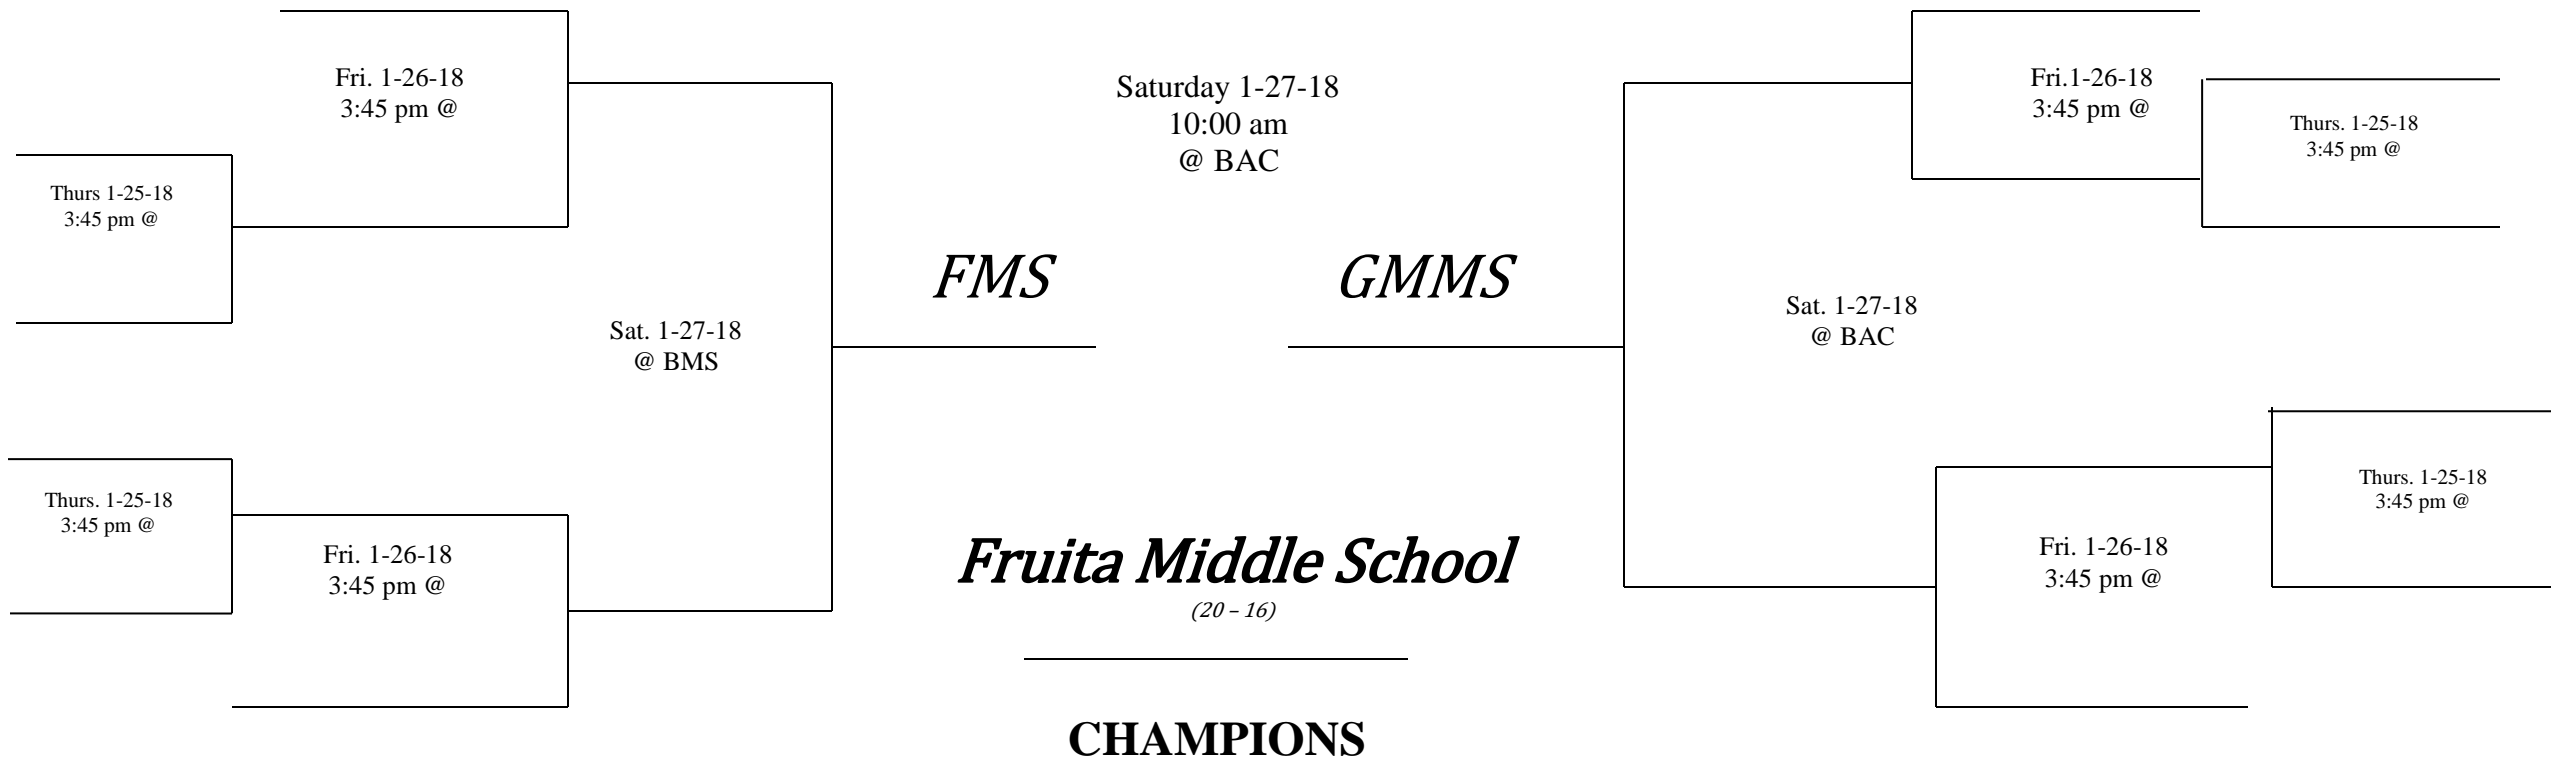 Fri. 1-26-18
3:45 pm @
Thurs 1-25-18
3:45 pm @
Sat. 1-27-18
@ BMS
Thurs. 1-25-18
3:45 pm @
Fri. 1-26-18
3:45 pm @
Saturday 1-27-18
10:00 am
@ BAC
FMS
GMMS
Fruita Middle School
(20 – 16)
CHAMPIONS
Fri.1-26-18
3:45 pm @
Thurs. 1-25-18
3:45 pm @
Sat. 1-27-18
@ BAC
Thurs. 1-25-18
3:45 pm @
Fri. 1-26-18
3:45 pm @